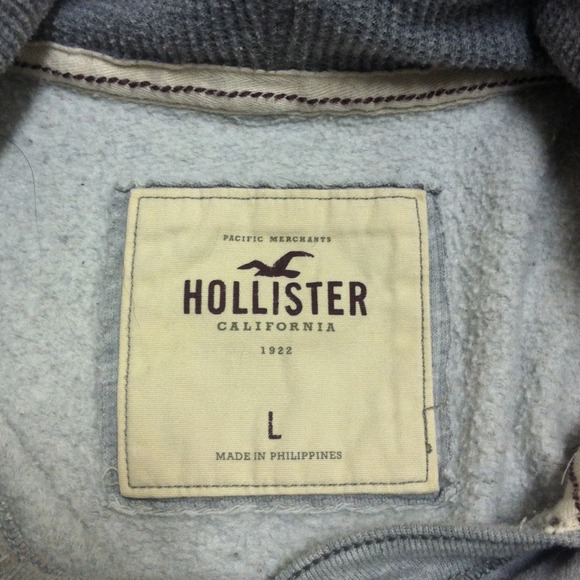 PACIFIC MERCHANTS
HOLLISTER
CALIFORNIA
1922
L
MADE IN PHILIPPINES